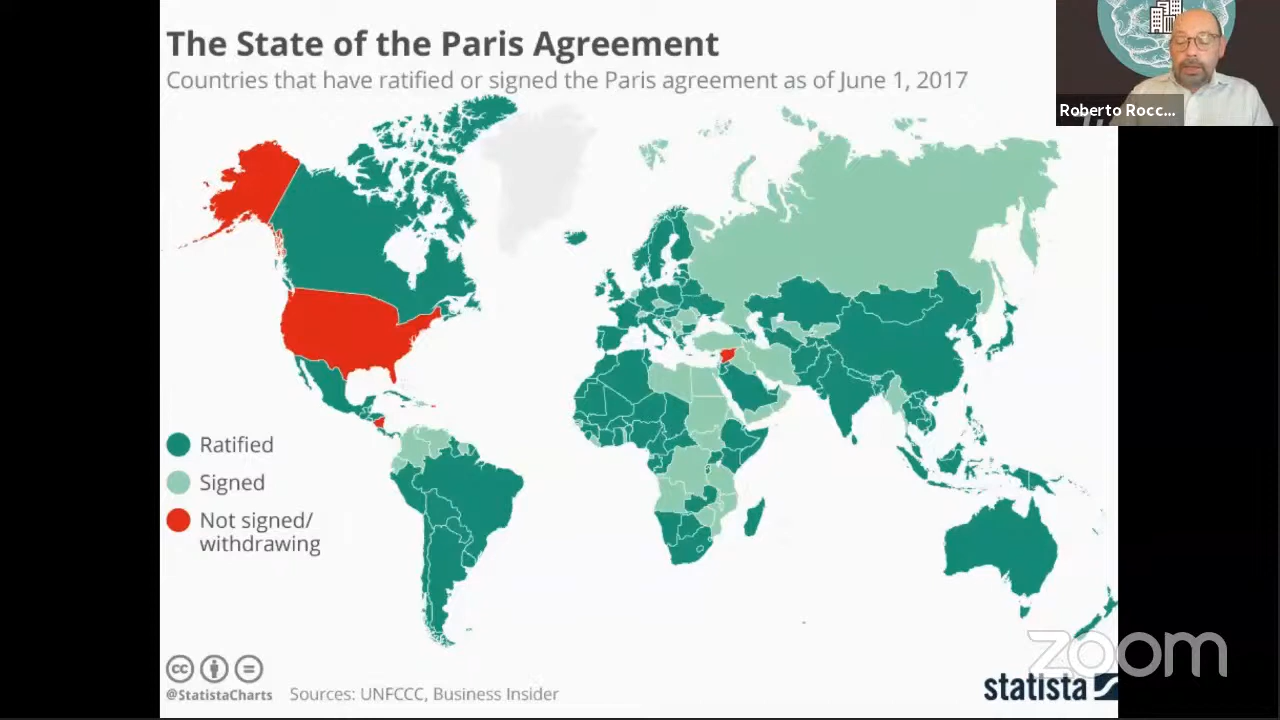 The State of the Paris Agreement
Countries that have ratified or signed the Paris agreement as of June 1, 2017
Roberto Rocc...
Ratified
Signed
Not signed/
withdrawing
@StatistaCharts Sources: UNFCCC, Business Insider
statista
zoom